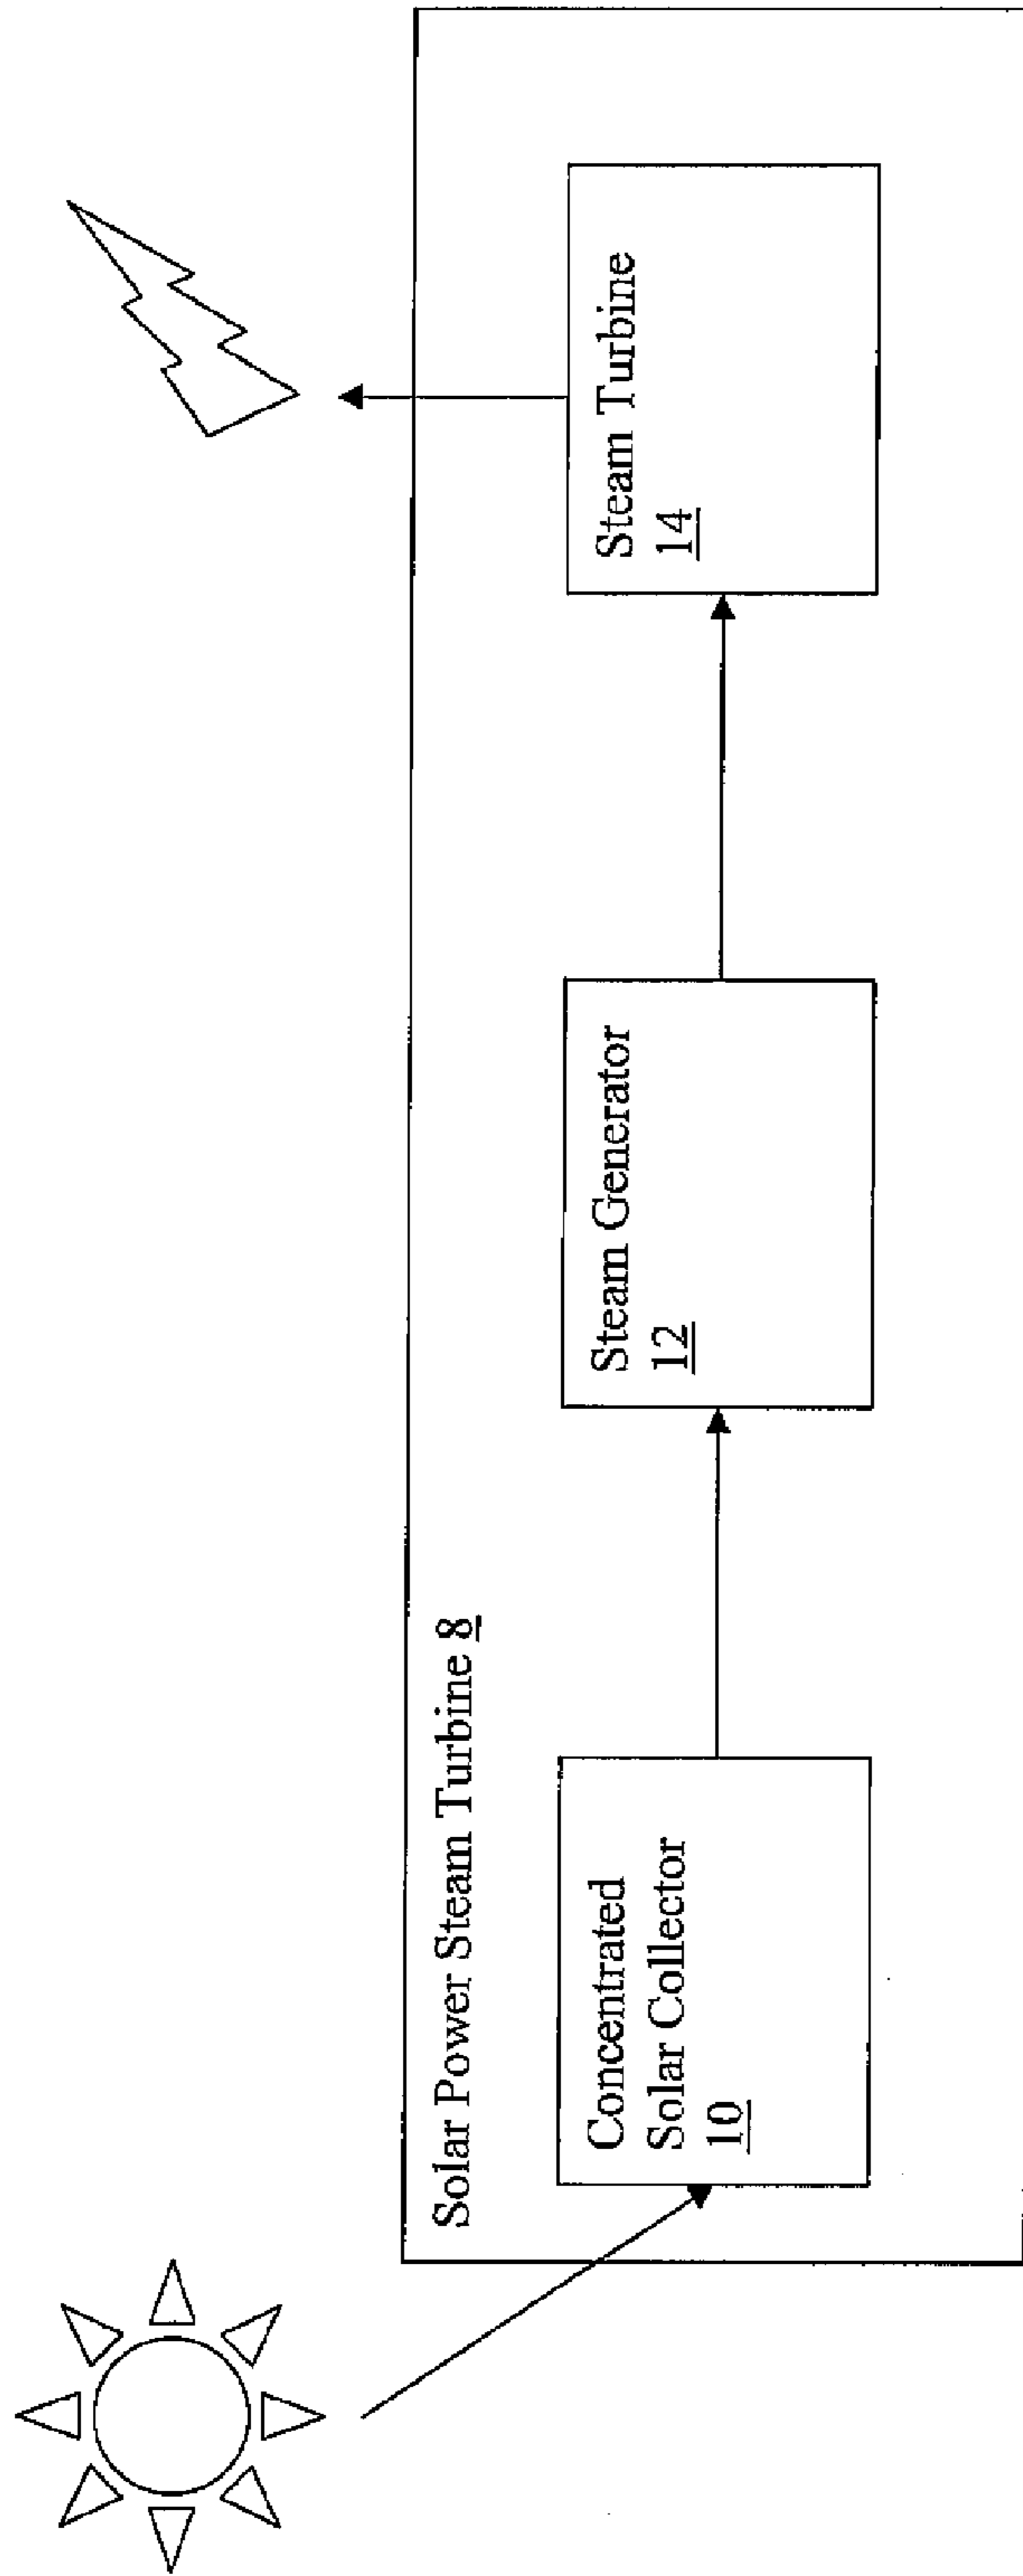 Solar Power Steam Turbine 8
Concentrated
Solar Collector
10
Steam Generator
12
Steam Turbine
14